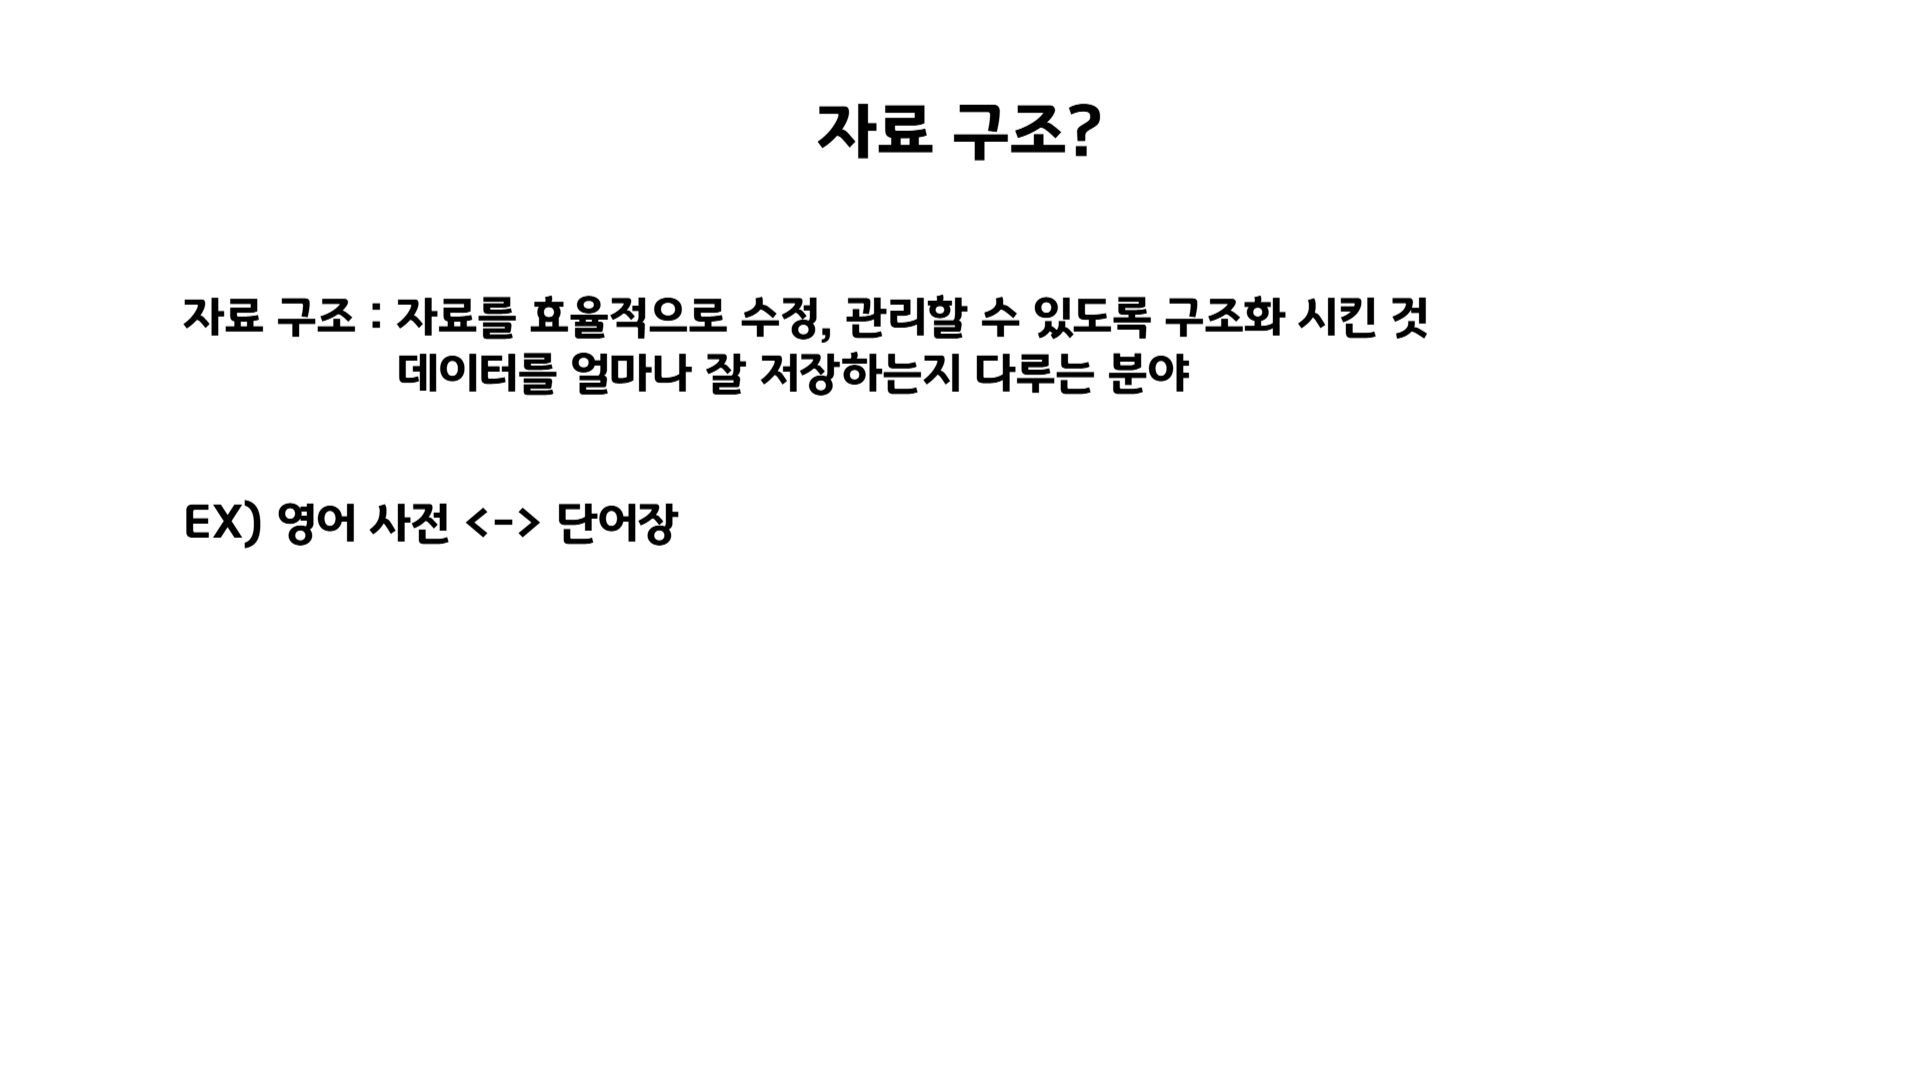 자료 구조?
자료 구조 : 자료를 효율적으로 수정, 관리할 수 있도록 구조화 시킨 것
데이터를 얼마나 잘 저장하는지 다루는 분야
EX) 영어 사전 <-> 단어장